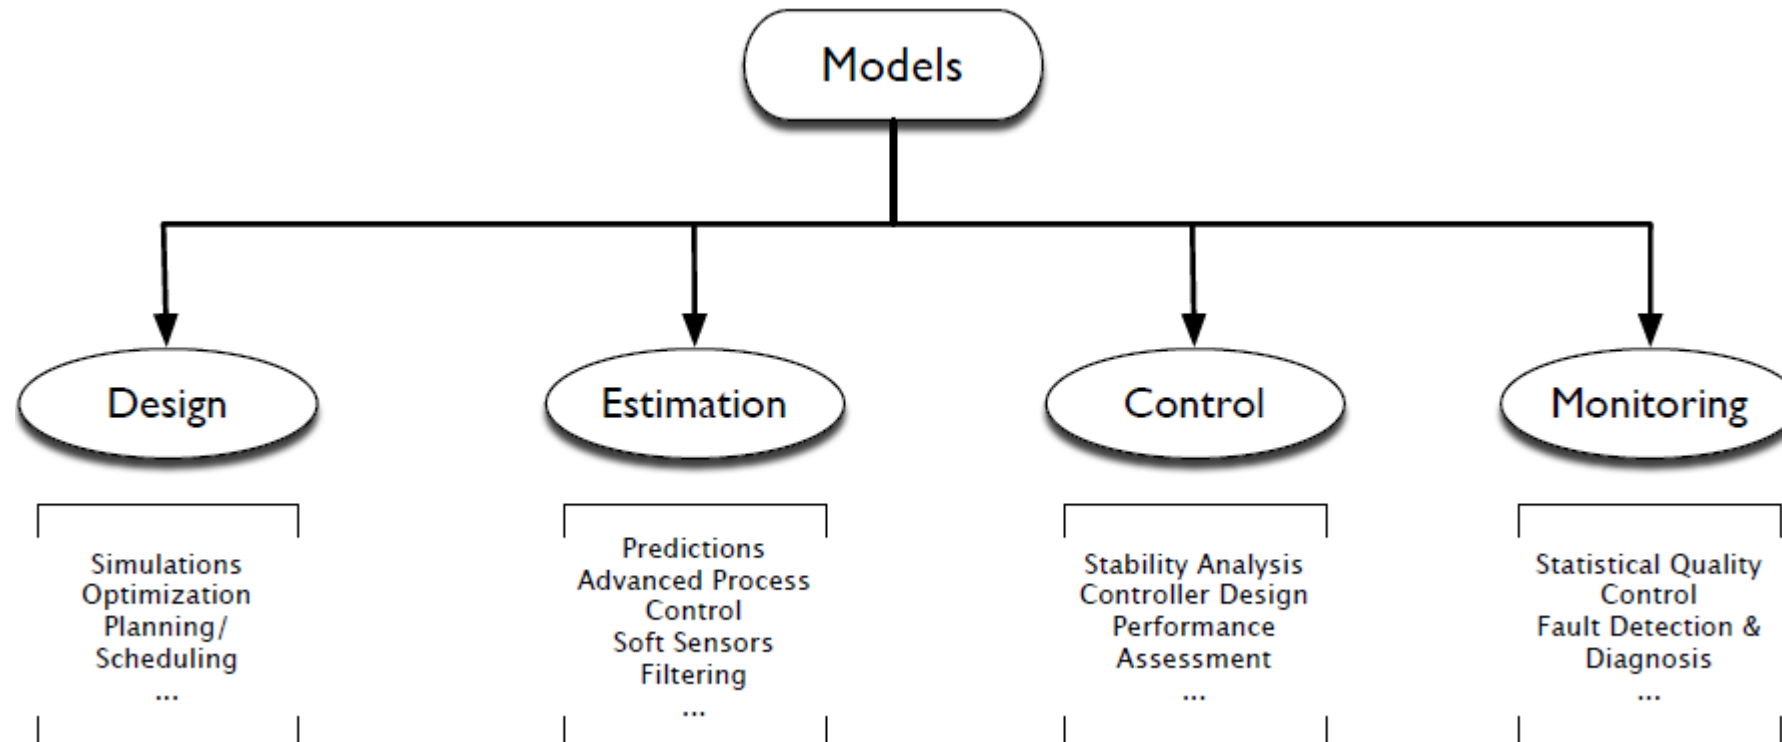 Models
Design
Estimation
Control
Monitoring
Simulations
Optimization
Planning/
Scheduling
...
Predictions
Advanced Process
Control
Soft Sensors
Filtering
...
Stability Analysis
Controller Design
Performance
Assessment
...
Statistical Quality
Control
Fault Detection &
Diagnosis
...